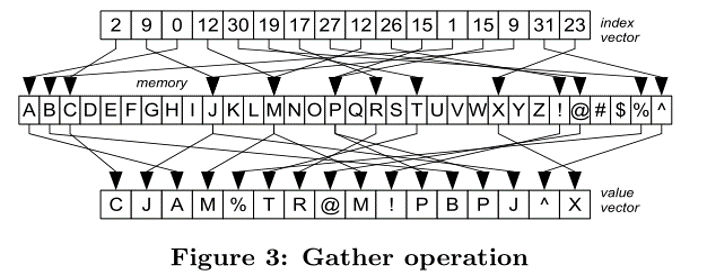 2 9 0 12 30 19 17 27 12 26 15 1 15 9 31 23
index
vector
memory
A B C D E F G H I J K L M N O P Q R S T U V W X Y Z ! @ # $ % ^
C J A M % T R @ M ! P B P J ^ X
value
vector
Figure 3: Gather operation